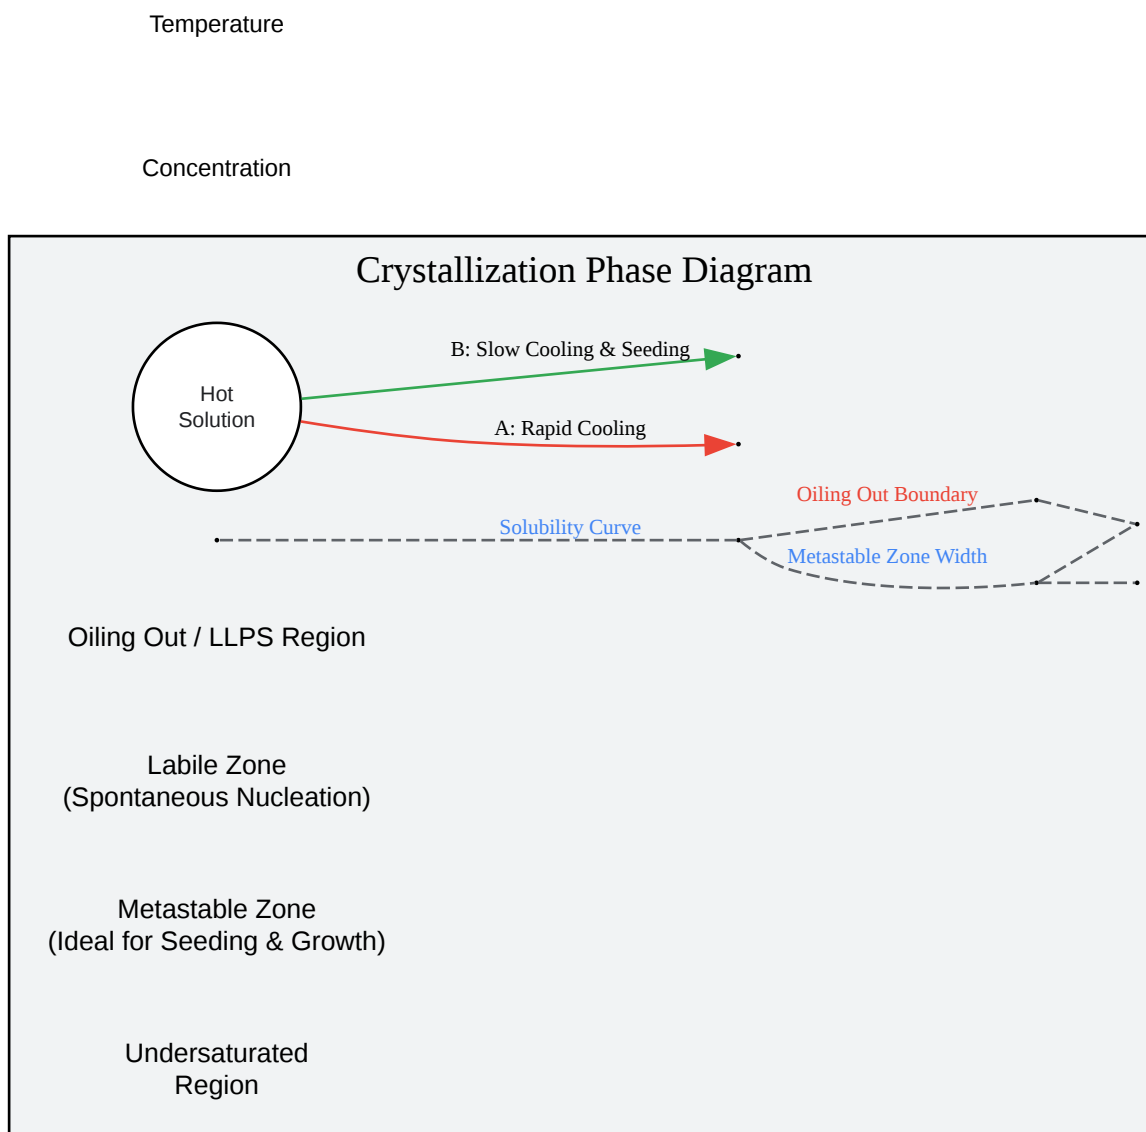 Temperature
Concentration
Crystallization Phase Diagram
B: Slow Cooling & Seeding
Hot
Solution
A: Rapid Cooling
Oiling Out Boundary
Solubility Curve
Metastable Zone Width
Oiling Out / LLPS Region
Labile Zone
(Spontaneous Nucleation)
Metastable Zone
(Ideal for Seeding & Growth)
Undersaturated
Region